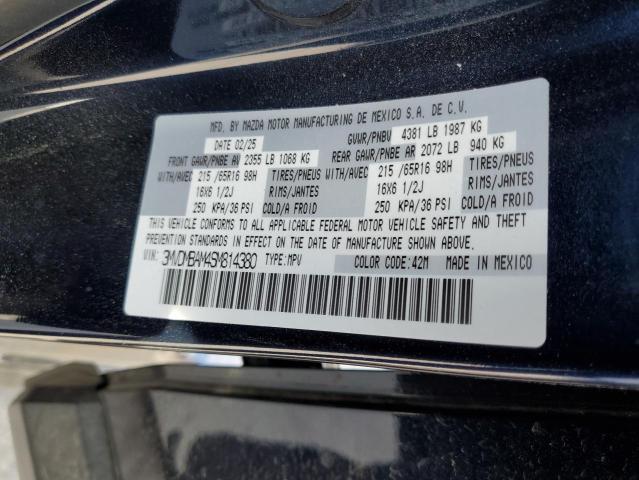 MFD. BY MAZDA MOTOR MANUFACTURING DE MEXICO S.A. DE C.V.
DATE 02/25 GVWR/PNBV 4381 LB 1987 KG
FRONT GAWR/PNBE AV 2355 LB 1068 KG REAR GAWR/PNBE AR 2072 LB 940 KG
WITH/AVEC 215 /65R16 98H TIRES/PNEUS WITH/AVEC 215 /65R16 98H TIRES/PNEUS
16X6 1/2J RIMS/JANTES 16X6 1/2J RIMS/JANTES
250 KPA/36 PSI COLD/A FROID 250 KPA/36 PSI COLD/A FROID
THIS VEHICLE CONFORMS TO ALL APPLICABLE FEDERAL MOTOR VEHICLE SAFETY AND THEFT
PREVENTION STANDARDS IN EFFECT ON THE DATE OF MANUFACTURE SHOWN ABOVE.
VIN: 3MVDMBAM4SM814380 TYPE: MPV COLOR CODE: 42M MADE IN MEXICO